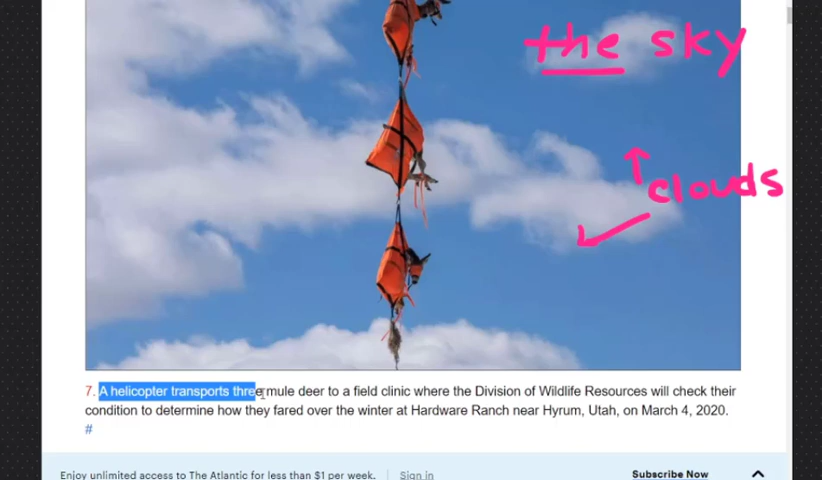 the sky
clouds
7. A helicopter transports three mule deer to a field clinic where the Division of Wildlife Resources will check their
condition to determine how they fared over the winter at Hardware Ranch near Hyrum, Utah, on March 4, 2020.
#
Enjoy unlimited access to The Atlantic for less than $1 per week. Sign in Subscribe Now